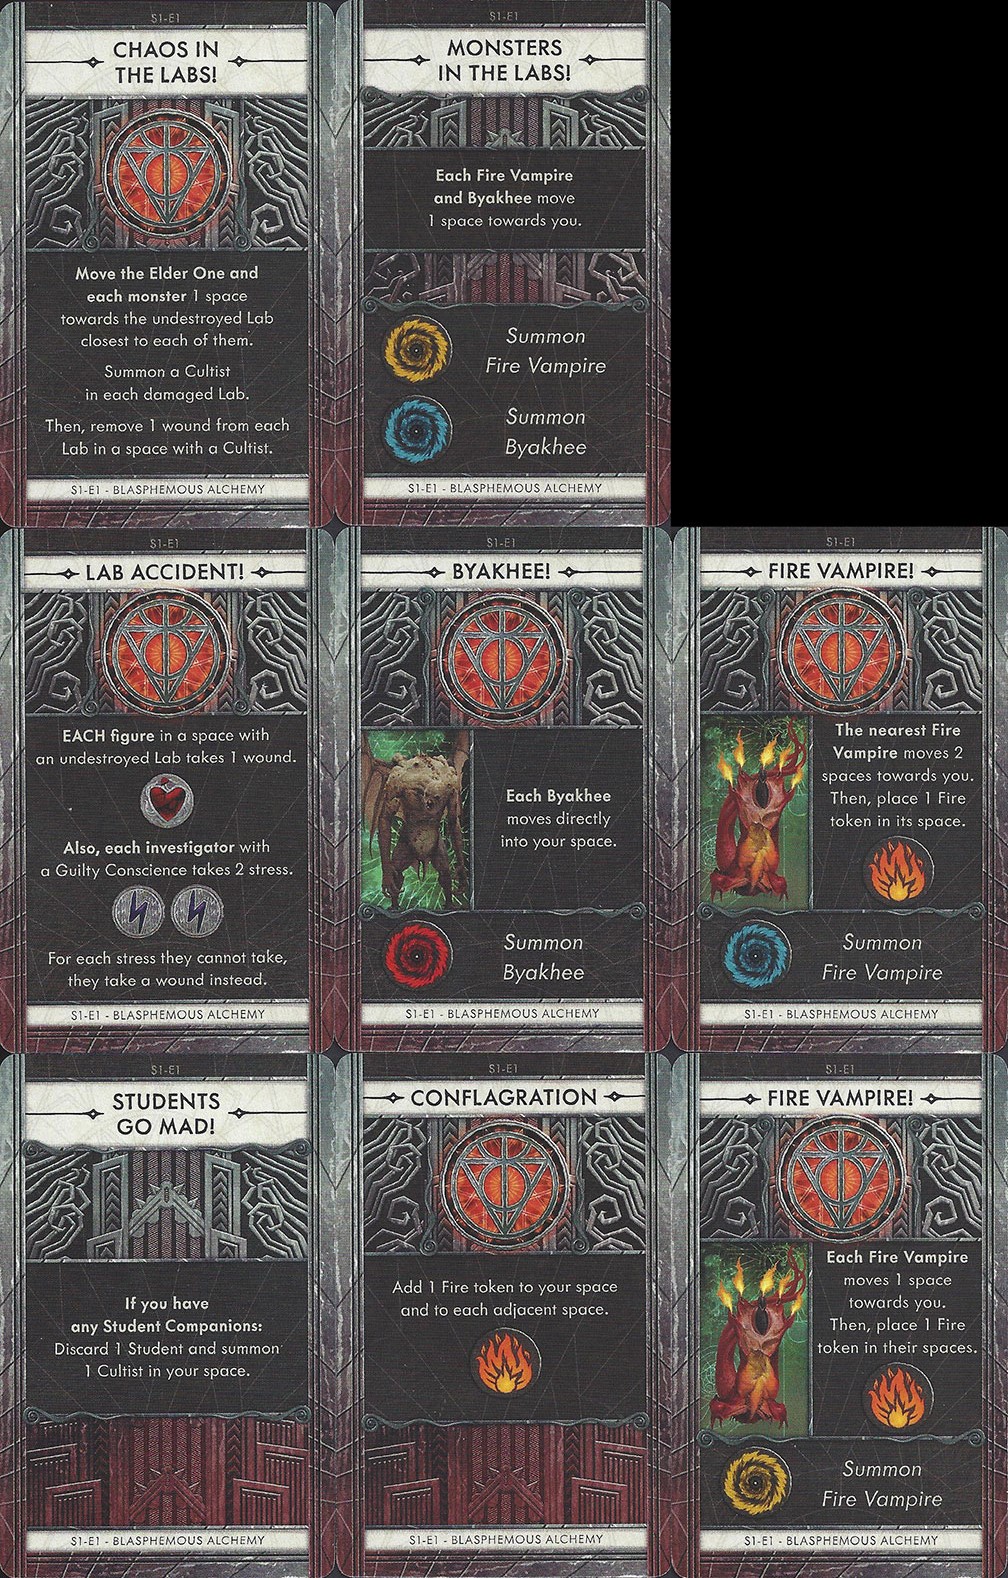 S1-E1
CHAOS IN
THE LABS!
Move the Elder One and
each monster 1 space
towards the undestroyed Lab
closest to each of them.
Summon a Cultist
in each damaged Lab.
Then, remove 1 wound from each
Lab in a space with a Cultist.
S1-E1 - BLASPHEMOUS ALCHEMY
S1-E1
MONSTERS
IN THE LABS!
Each Fire Vampire
and Byakhee move
1 space towards you.
Summon
Fire Vampire
Summon
Byakhee
S1-E1 - BLASPHEMOUS ALCHEMY
S1-E1
LAB ACCIDENT!
EACH figure in a space with
an undestroyed Lab takes 1 wound.
Also, each investigator with
a Guilty Conscience takes 2 stress.
For each stress they cannot take,
they take a wound instead.
S1-E1 - BLASPHEMOUS ALCHEMY
S1-E1
BYAKHEE!
Each Byakhee
moves directly
into your space.
Summon
Byakhee
S1-E1 - BLASPHEMOUS ALCHEMY
S1-E1
FIRE VAMPIRE!
The nearest Fire
Vampire moves 2
spaces towards you.
Then, place 1 Fire
token in its space.
Summon
Fire Vampire
S1-E1 - BLASPHEMOUS ALCHEMY
S1-E1
STUDENTS
GO MAD!
If you have
any Student Companions:
Discard 1 Student and summon
1 Cultist in your space.
S1-E1 - BLASPHEMOUS ALCHEMY
S1-E1
CONFLAGRATION
Add 1 Fire token to your space
and to each adjacent space.
S1-E1 - BLASPHEMOUS ALCHEMY
S1-E1
FIRE VAMPIRE!
Each Fire Vampire
moves 1 space
towards you.
Then, place 1 Fire
token in their spaces.
Summon
Fire Vampire
S1-E1 - BLASPHEMOUS ALCHEMY